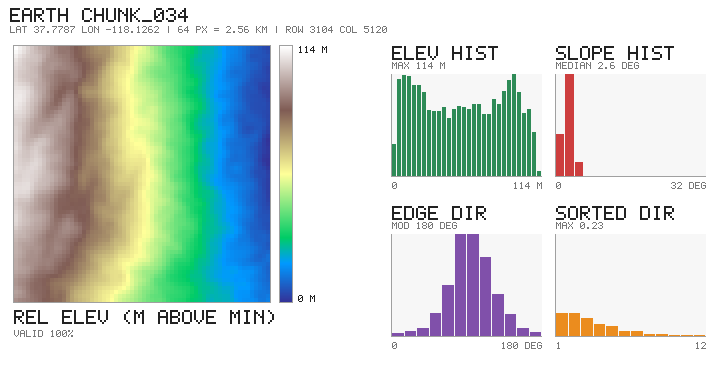 EARTH CHUNK_034
LAT 37.7787 LON -118.1262 | 64 PX = 2.56 KM | ROW 3104 COL 5120
114 M
0 M
REL ELEV (M ABOVE MIN)
VALID 100%
ELEV HIST
MAX 114 M
0 114 M
SLOPE HIST
MEDIAN 2.6 DEG
0 32 DEG
EDGE DIR
MOD 180 DEG
0 180 DEG
SORTED DIR
MAX 0.23
1 12